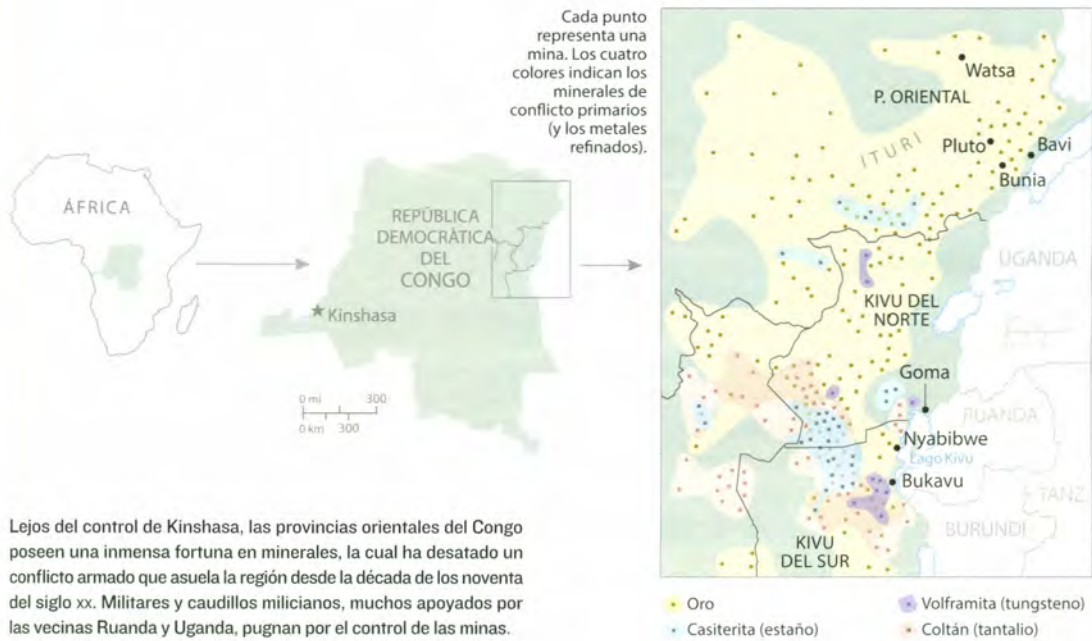 Cada punto
representa una
mina. Los cuatro
colores indican los
minerales de
conflicto primarios
(y los metales
refinados).
ÁFRICA
REPÚBLICA
DEMOCRÁTICA
DEL
CONGO
Kinshasa
0 mi 300
0 km 300
Watsa
P. ORIENTAL
ITURI
Pluto
Bavi
Bunia
UGANDA
KIVU DEL
NORTE
Goma
RUANDA
Nyabibwe
Lago Kivu
Bukavu
TANZ
BURUNDI
KIVU
DEL SUR
Lejos del control de Kinshasa, las provincias orientales del Congo
poseen una inmensa fortuna en minerales, la cual ha desatado un
conflicto armado que asuela la región desde la década de los noventa
del siglo XX. Militares y caudillos milicianos, muchos apoyados por
las vecinas Ruanda y Uganda, pugnan por el control de las minas.
Oro
Volframita (tungsteno)
Casiterita (estaño)
Coltán (tantalio)